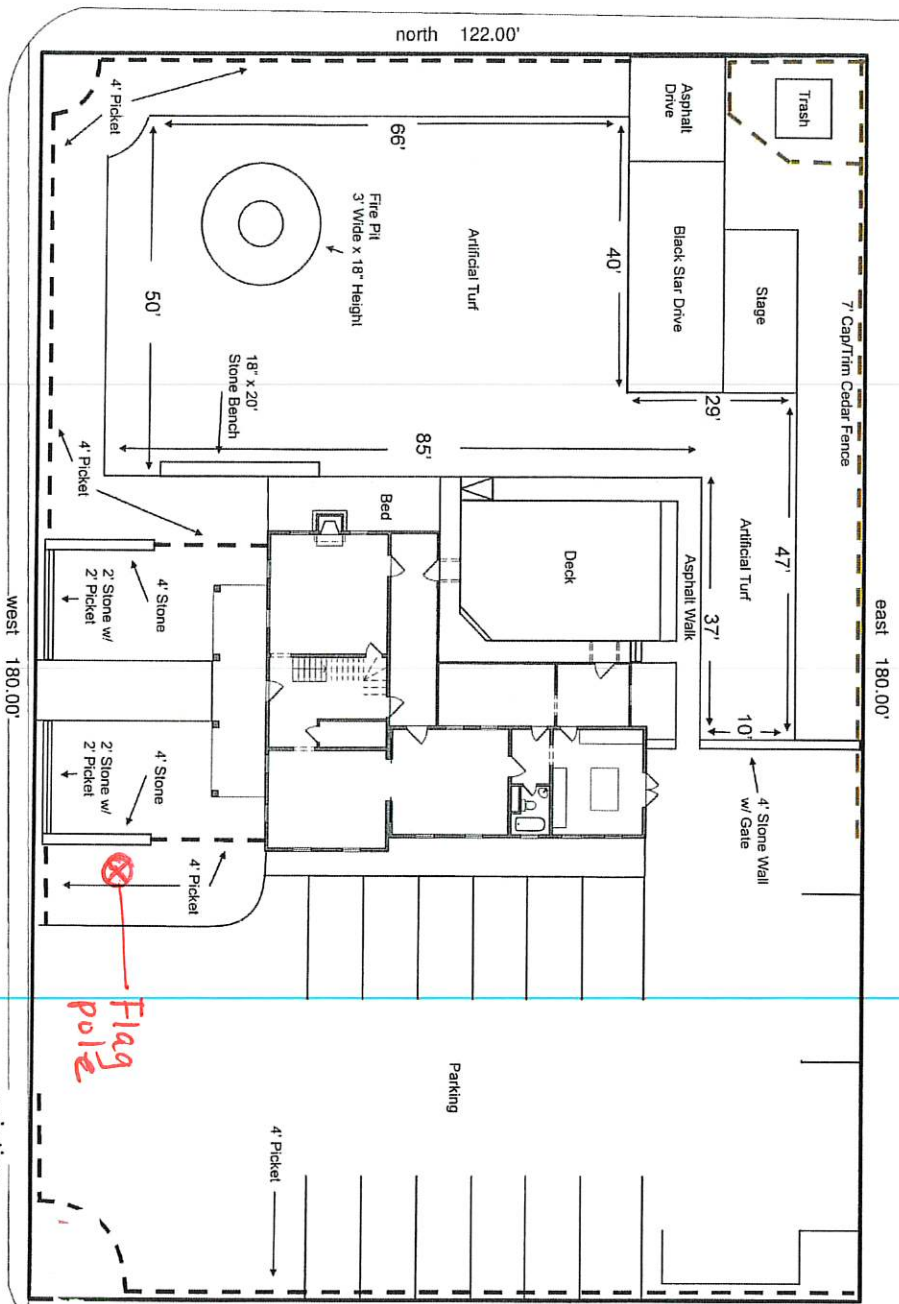 north 122.00'
4' Picket
66'
Asphalt
Drive
Trash
Fire Pit
3' Wide x 18" Height
Artificial Turf
40'
Black Star Drive
Stage
7' Cap/Trim Cedar Fence
50'
18" x 20'
Stone Bench
29'
85'
4' Picket
Bed
Deck
Asphalt Walk
37'
Artificial Turf
47'
east 180.00'
west 180.00'
2' Stone w/
2' Picket
4' Stone
10'
2' Stone w/
2' Picket
4' Stone
4' Stone Wall
w/ Gate
4' Picket
Flag
pole
Parking
4' Picket